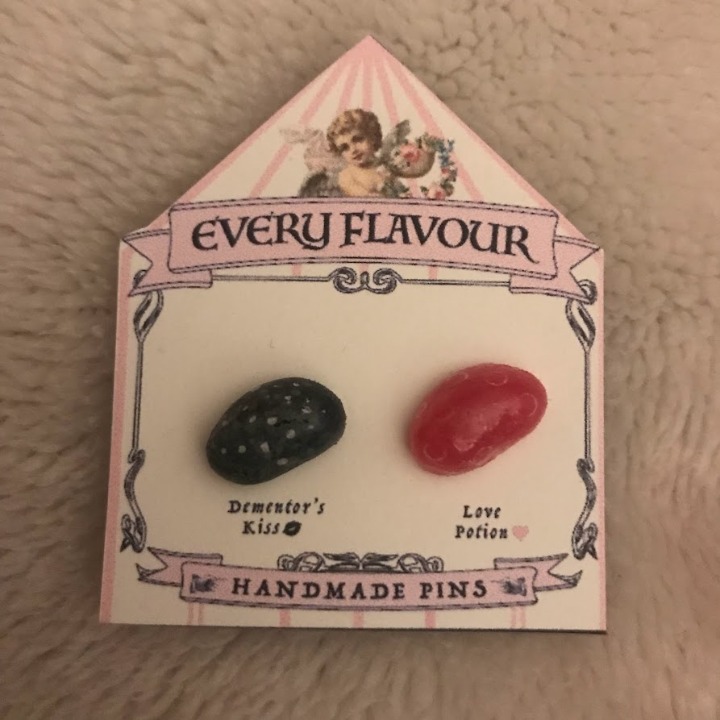 EVERY FLAVOUR
Dementor's
Kiss
Love
Potion
HANDMADE PINS